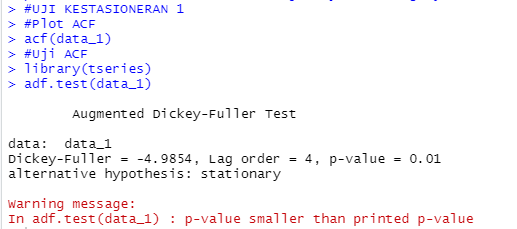 > #UJI KESTASIONERAN 1
> #Plot ACF
> acf(data_1)
> #Uji ACF
> library(tseries)
> adf.test(data_1)
Augmented Dickey-Fuller Test
data:  data_1
Dickey-Fuller = -4.9854, Lag order = 4, p-value = 0.01
alternative hypothesis: stationary
Warning message:
In adf.test(data_1) : p-value smaller than printed p-value